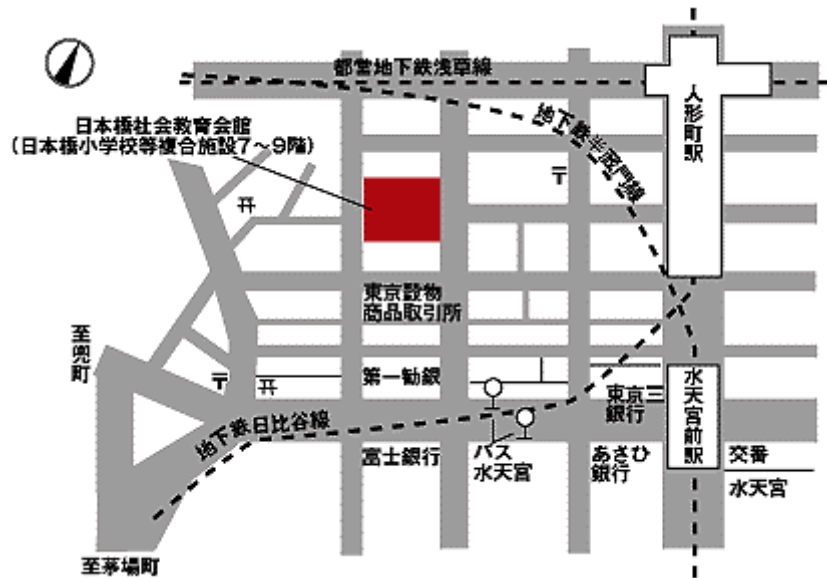 都営地下鉄浅草線
日本橋社会教育会館
(日本橋小学校等複合施設7〜9階)
地下鉄半蔵門線
人形町駅
〒
東京穀物
商品取引所
至兜町
〒
第一勧銀
東京三
銀行
水天宮前駅
地下鉄日比谷線
富士銀行
バス
水天宮
あさひ
銀行
交番
水天宮
至茅場町